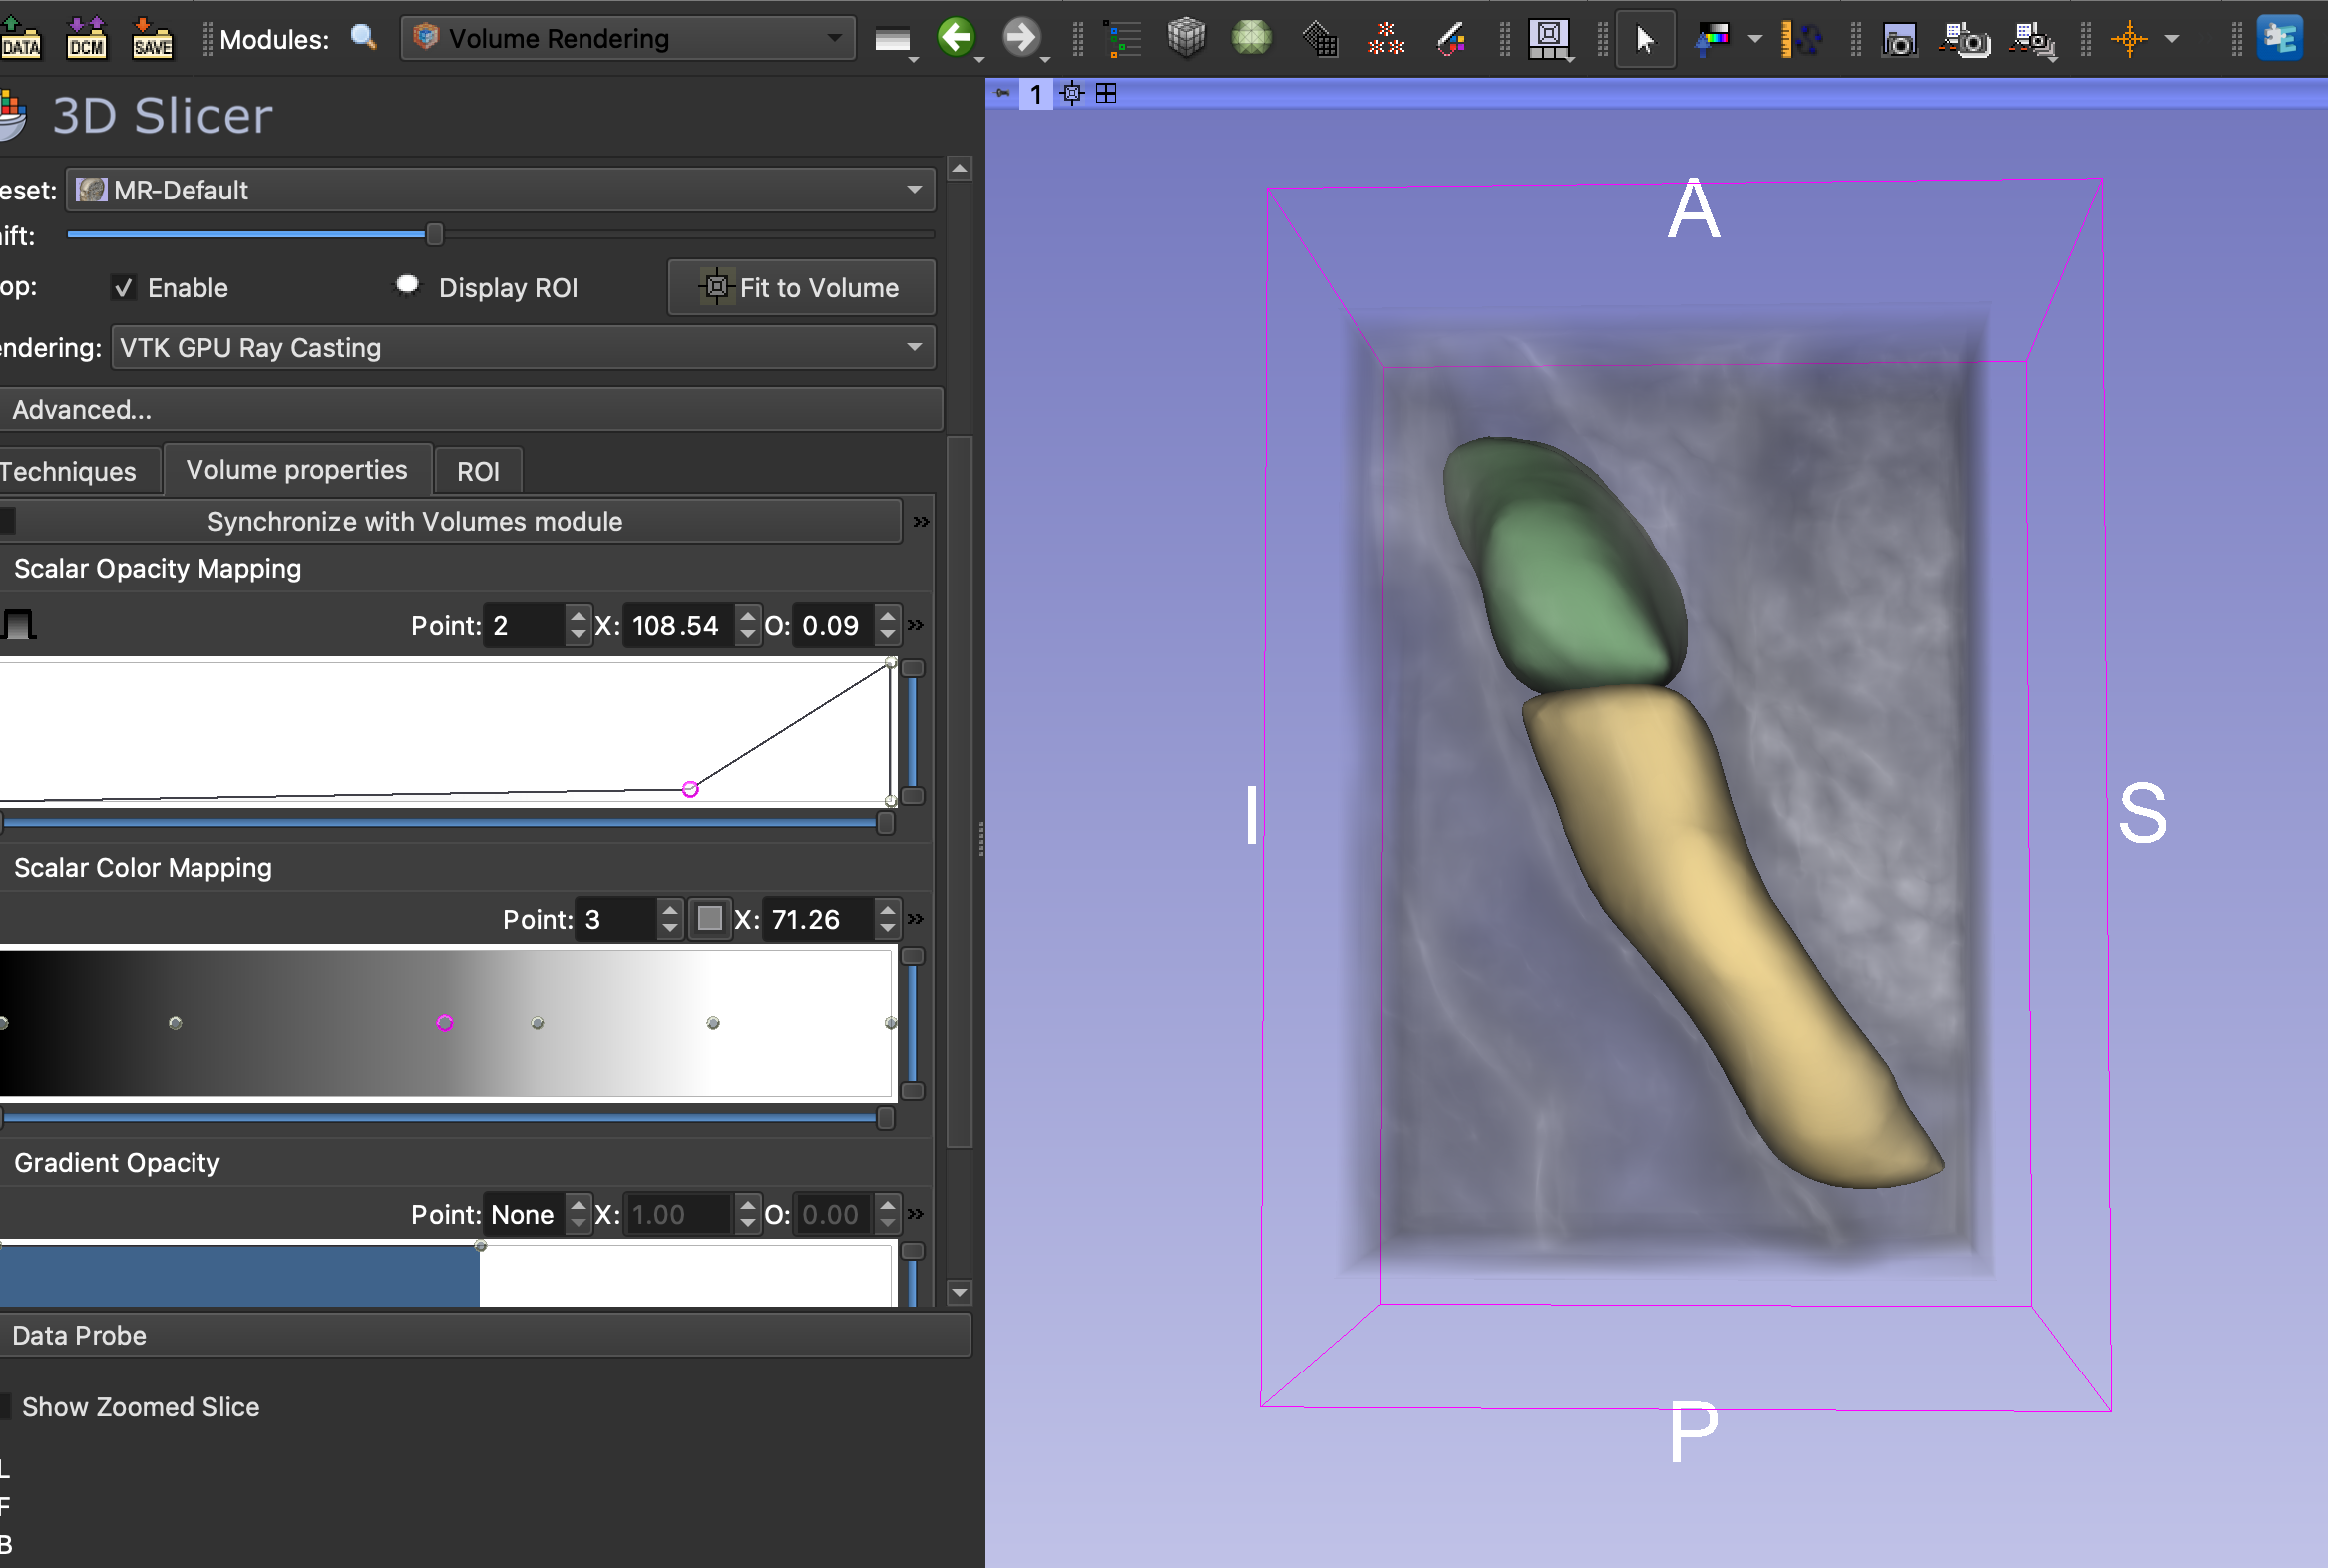 DATA DCM SAVE Modules: Volume Rendering
3D Slicer
1
eset: MR-Default
ift:
op: Enable Display ROI Fit to Volume
endering: VTK GPU Ray Casting
Advanced...
Techniques Volume properties ROI
Synchronize with Volumes module »
Scalar Opacity Mapping
Point: 2 X: 108.54 O: 0.09 »
Scalar Color Mapping
Point: 3 X: 71.26 »
Gradient Opacity
Point: None X: 1.00 O: 0.00 »
Data Probe
Show Zoomed Slice
L
F
B
A
I
S
P